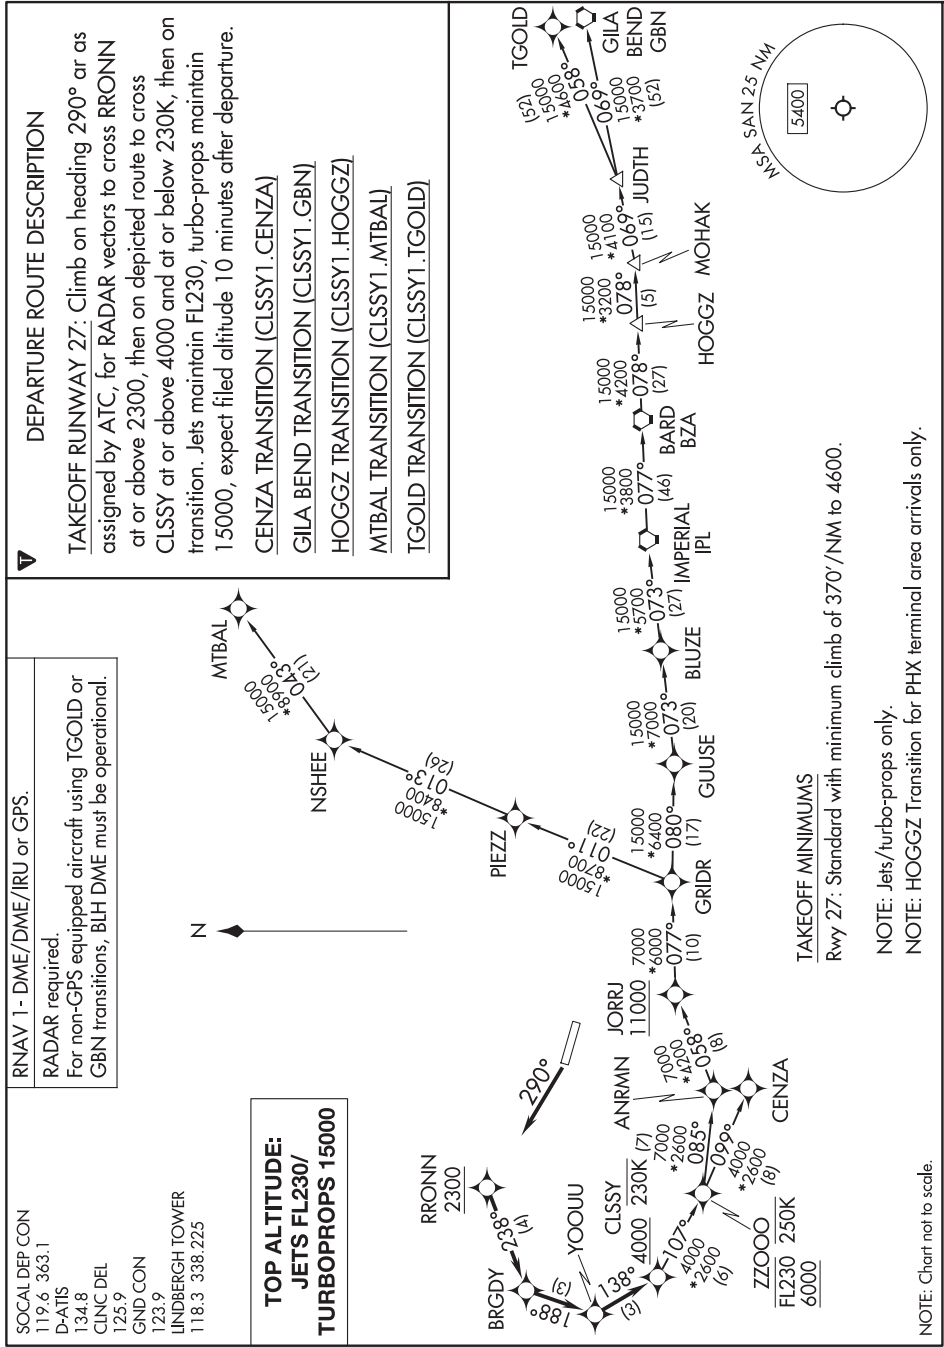 SOCAL DEP CON
119.6 363.1
D-ATIS
134.8
CLNC DEL
125.9
GND CON
123.9
LINDBERGH TOWER
118.3 338.225
RNAV 1- DME/DME/IRU or GPS.
RADAR required.
For non-GPS equipped aircraft using TGOLD or
GBN transitions, BLH DME must be operational.
TOP ALTITUDE:
JETS FL230/
TURBOPROPS 15000
T
DEPARTURE ROUTE DESCRIPTION
TAKEOFF RUNWAY 27: Climb on heading 290° or as
assigned by ATC, for RADAR vectors to cross RRONN
at or above 2300, then on depicted route to cross
CLSSY at or above 4000 and at or below 230K, then on
transition. Jets maintain FL230, turbo-props maintain
15000, expect filed altitude 10 minutes after departure.
CENZA TRANSITION (CLSSY1.CENZA)
GILA BEND TRANSITION (CLSSY1.GBN)
HOGGZ TRANSITION (CLSSY1.HOGGZ)
MTBAL TRANSITION (CLSSY1.MTBAL)
TGOLD TRANSITION (CLSSY1.TGOLD)
N
290°
RRONN
2300
238°
(4)
BRGDY
188°
(3)
YOOUU
138°
(3)
CLSSY
4000 230K
107°
4000
*2600
(6)
ZZOOO
FL230 250K
6000
(7)
7000
*2600
085°
099°
4000
*2600
(8)
ANRMN
CENZA
7000
*4200
058°
(8)
JORRJ
11000
7000
*6000
077°
(10)
GRIDR
15000
*8700
011°
(22)
PIEZZ
15000
*8400
013°
(26)
NSHEE
15000
*8900
043°
(21)
MTBAL
15000
*6400
080°
(17)
GUUSE
15000
*7000
073°
(20)
BLUZE
15000
*5700
073°
(27)
IMPERIAL
IPL
15000
*3800
077°
(46)
BARD
BZA
15000
*4200
078°
(27)
HOGGZ
15000
*3200
078°
(5)
MOHAK
15000
*4100
069°
(15)
JUDTH
(52)
15000
*4600
058°
TGOLD
069°
15000
*3700
(52)
GILA
BEND
GBN
MSA SAN 25 NM
5400
TAKEOFF MINIMUMS
Rwy 27: Standard with minimum climb of 370'/NM to 4600.
NOTE: Jets/turbo-props only.
NOTE: HOGGZ Transition for PHX terminal area arrivals only.
NOTE: Chart not to scale.